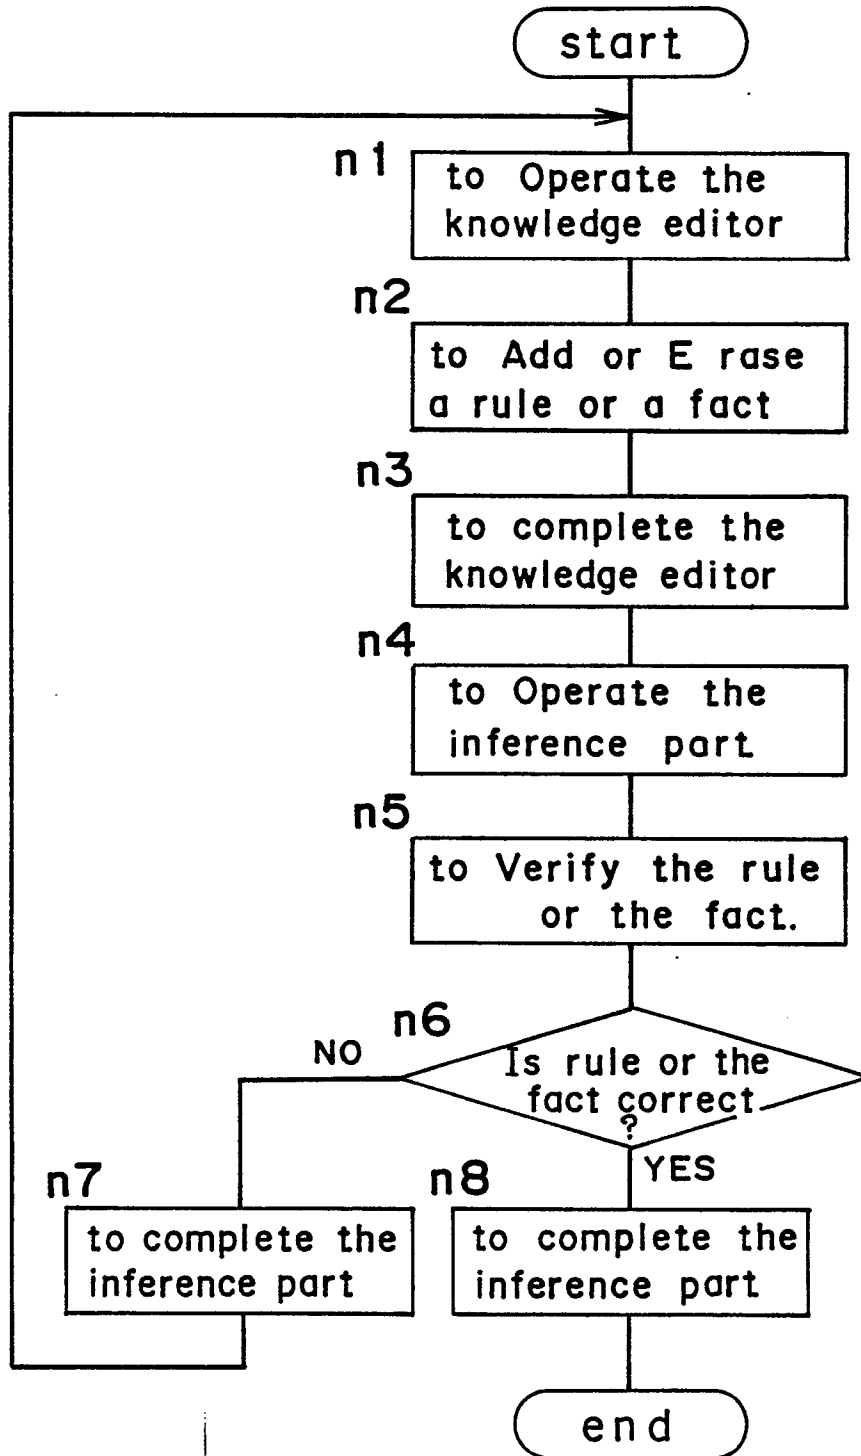 start
n1
to Operate the
knowledge editor
n2
to Add or E rase
a rule or a fact
n3
to complete the
knowledge editor
n4
to Operate the
inference part
n5
to Verify the rule
or the fact.
n6
NO
Is rule or the
fact correct
?
YES
n7
n8
to complete the
inference part
to complete the
inference part
end